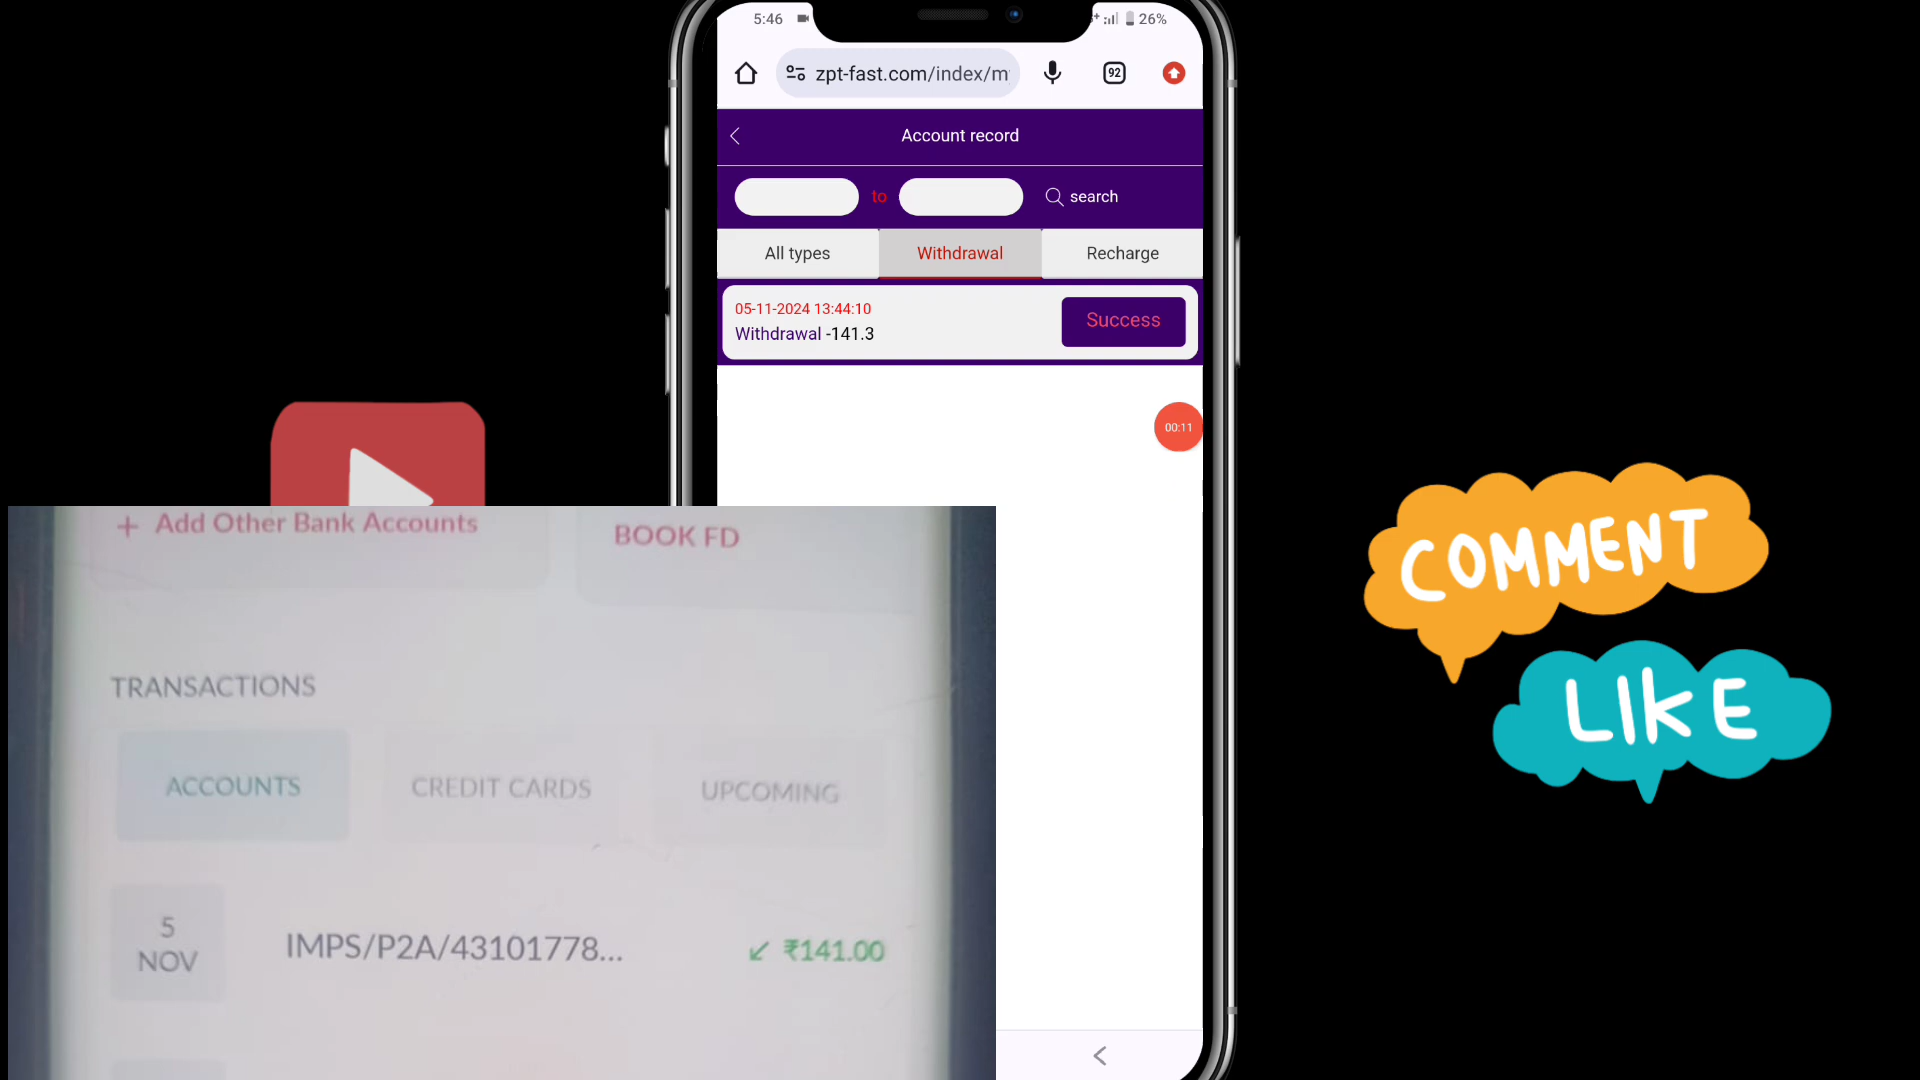 5:46
26%
zpt-fast.com/index/m
92
Account record
to
search
All types
Withdrawal
Recharge
05-11-2024 13:44:10
Withdrawal -141.3
Success
00:11
+ Add Other Bank Accounts
BOOK FD
TRANSACTIONS
ACCOUNTS
CREDIT CARDS
UPCOMING
5
NOV
IMPS/P2A/43101778...
₹141.00
COMMENT
LIKE